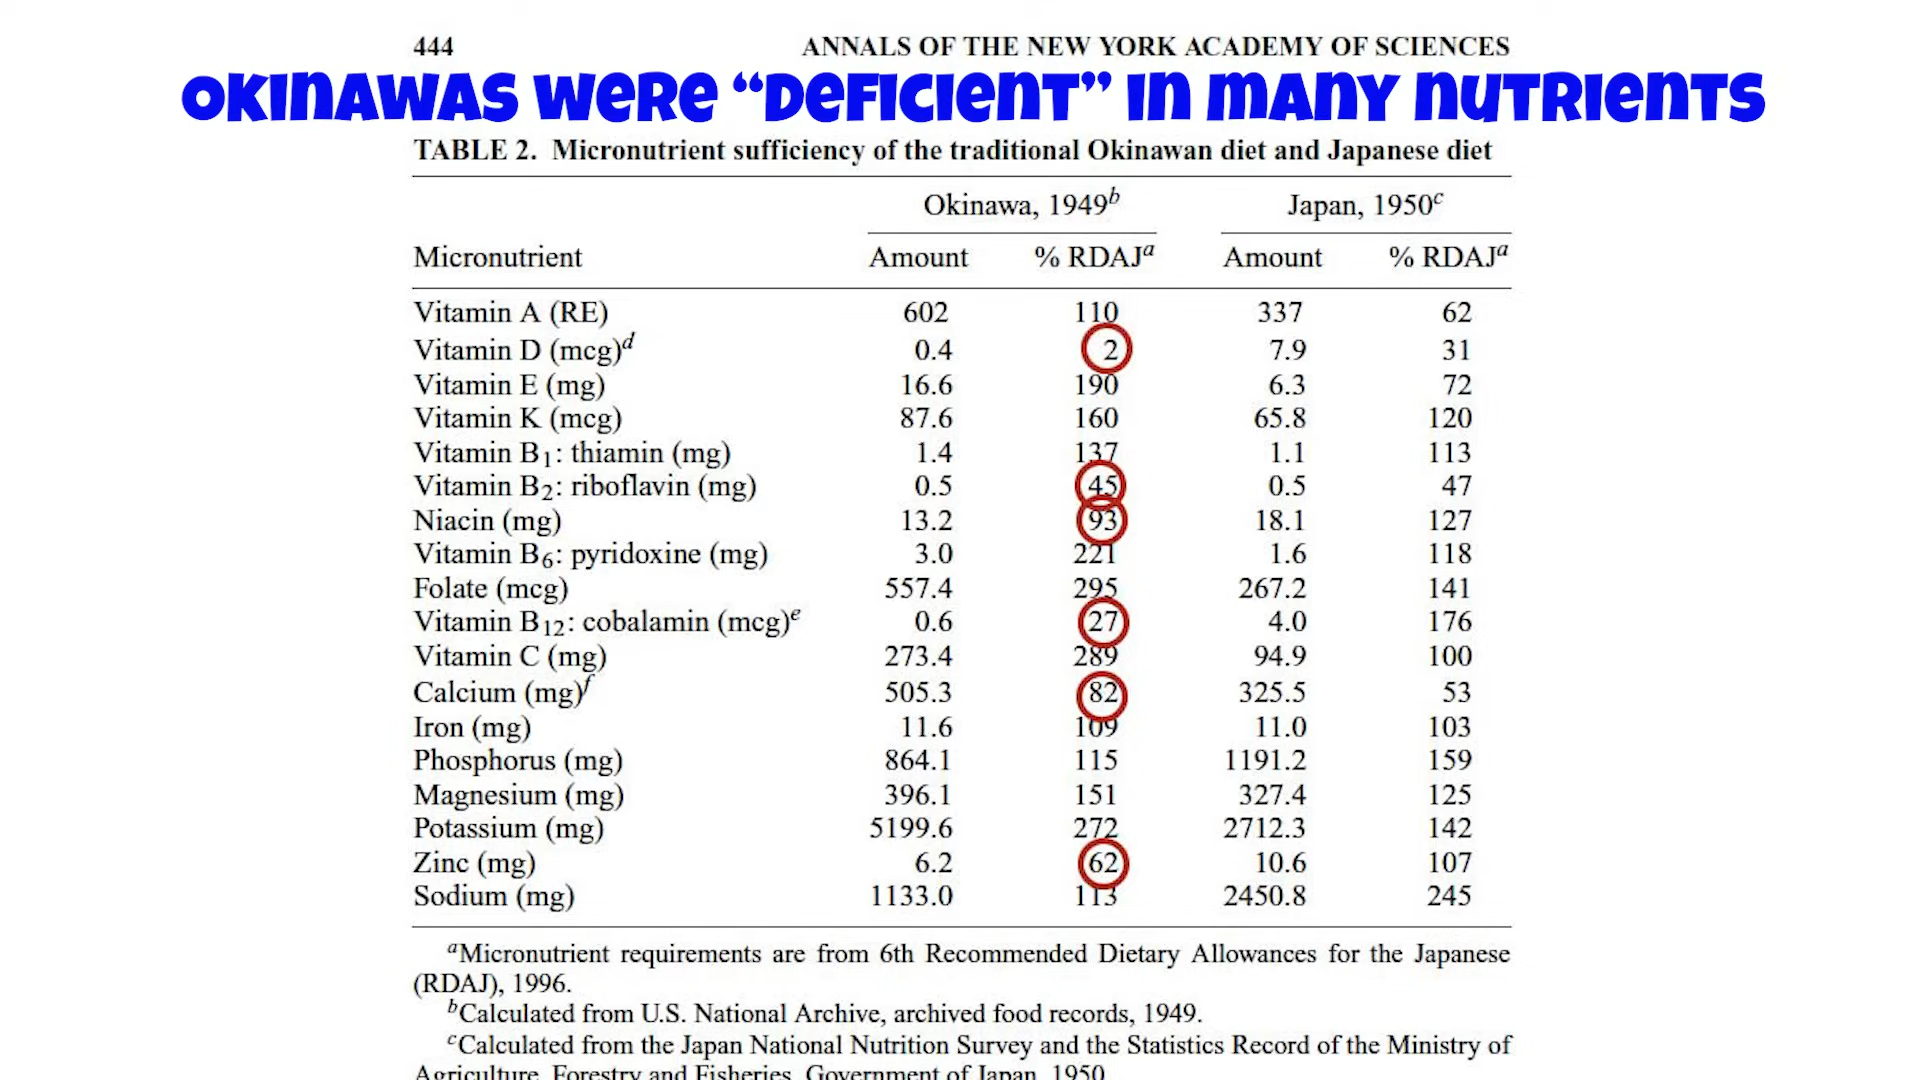 444 ANNALS OF THE NEW YORK ACADEMY OF SCIENCES
OKINAWAS WERE “DEFICIENT” IN MANY NUTRIENTS
TABLE 2. Micronutrient sufficiency of the traditional Okinawan diet and Japanese diet
Okinawa, 1949b Japan, 1950c
Micronutrient Amount % RDAJa Amount % RDAJa
Vitamin A (RE) 602 110 337 62
Vitamin D (mcg)d 0.4 2 7.9 31
Vitamin E (mg) 16.6 190 6.3 72
Vitamin K (mcg) 87.6 160 65.8 120
Vitamin B1: thiamin (mg) 1.4 137 1.1 113
Vitamin B2: riboflavin (mg) 0.5 45 0.5 47
Niacin (mg) 13.2 93 18.1 127
Vitamin B6: pyridoxine (mg) 3.0 221 1.6 118
Folate (mcg) 557.4 295 267.2 141
Vitamin B12: cobalamin (mcg)e 0.6 27 4.0 176
Vitamin C (mg) 273.4 289 94.9 100
Calcium (mg)f 505.3 82 325.5 53
Iron (mg) 11.6 109 11.0 103
Phosphorus (mg) 864.1 115 1191.2 159
Magnesium (mg) 396.1 151 327.4 125
Potassium (mg) 5199.6 272 2712.3 142
Zinc (mg) 6.2 62 10.6 107
Sodium (mg) 1133.0 113 2450.8 245
aMicronutrient requirements are from 6th Recommended Dietary Allowances for the Japanese
(RDAJ), 1996.
bCalculated from U.S. National Archive, archived food records, 1949.
cCalculated from the Japan National Nutrition Survey and the Statistics Record of the Ministry of
Agriculture, Forestry and Fisheries, Government of Japan, 1950.